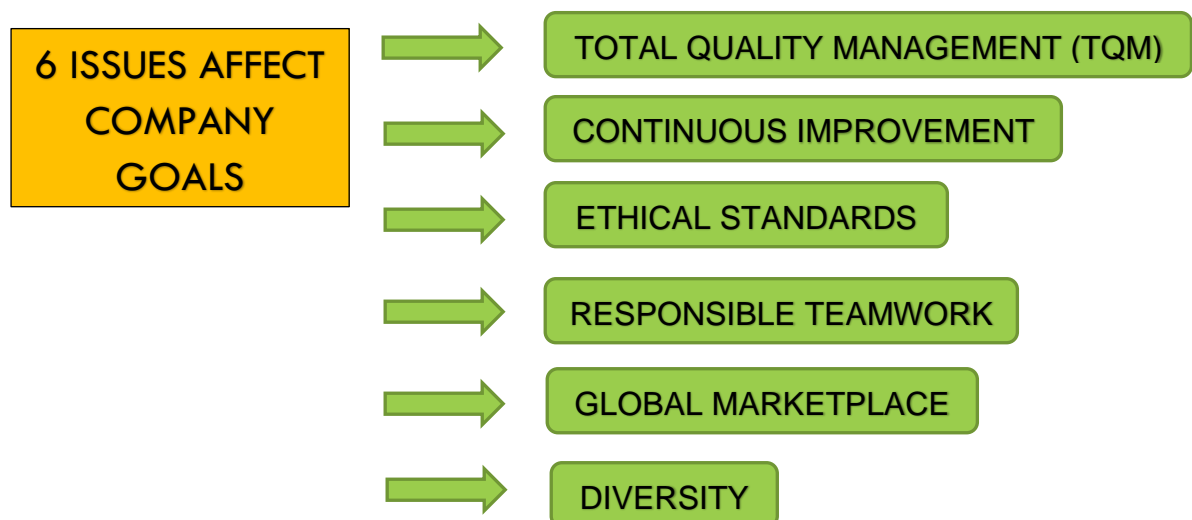 6 ISSUES AFFECT
COMPANY
GOALS
TOTAL QUALITY MANAGEMENT (TQM)
CONTINUOUS IMPROVEMENT
ETHICAL STANDARDS
RESPONSIBLE TEAMWORK
GLOBAL MARKETPLACE
DIVERSITY